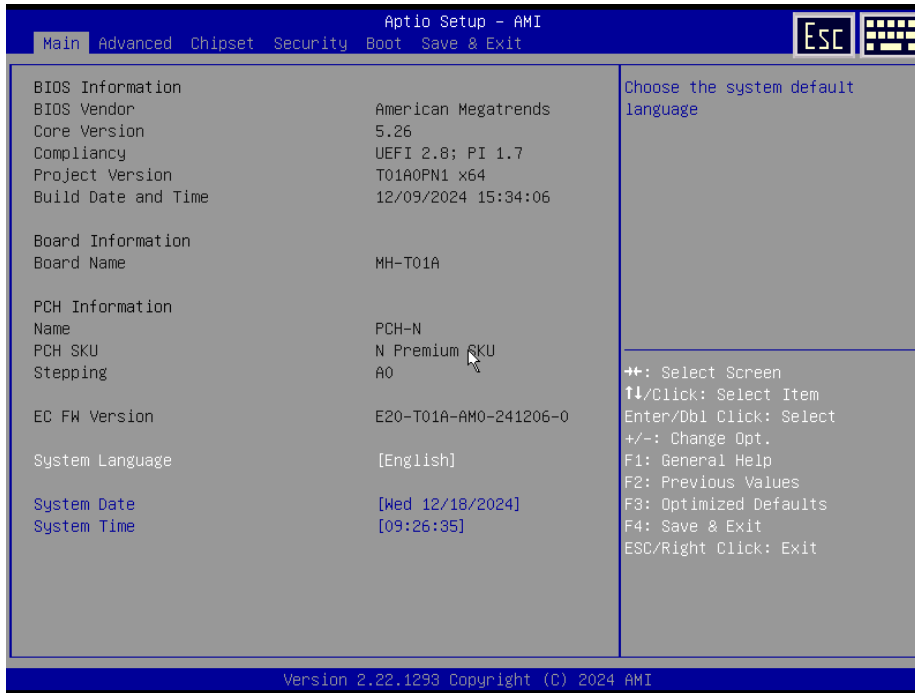 Aptio Setup – AMI
Main Advanced Chipset Security Boot Save & Exit
Esc
BIOS Information
BIOS Vendor American Megatrends
Core Version 5.26
Compliancy UEFI 2.8; PI 1.7
Project Version T01A0PN1 x64
Build Date and Time 12/09/2024 15:34:06
Board Information
Board Name MH-T01A
PCH Information
Name PCH-N
PCH SKU N Premium SKU
Stepping A0
EC FW Version E20-T01A-AM0-241206-0
System Language [English]
System Date [Wed 12/18/2024]
System Time [09:26:35]
Choose the system default
language
→←: Select Screen
↑↓/Click: Select Item
Enter/Dbl Click: Select
+/-: Change Opt.
F1: General Help
F2: Previous Values
F3: Optimized Defaults
F4: Save & Exit
ESC/Right Click: Exit
Version 2.22.1293 Copyright (C) 2024 AMI